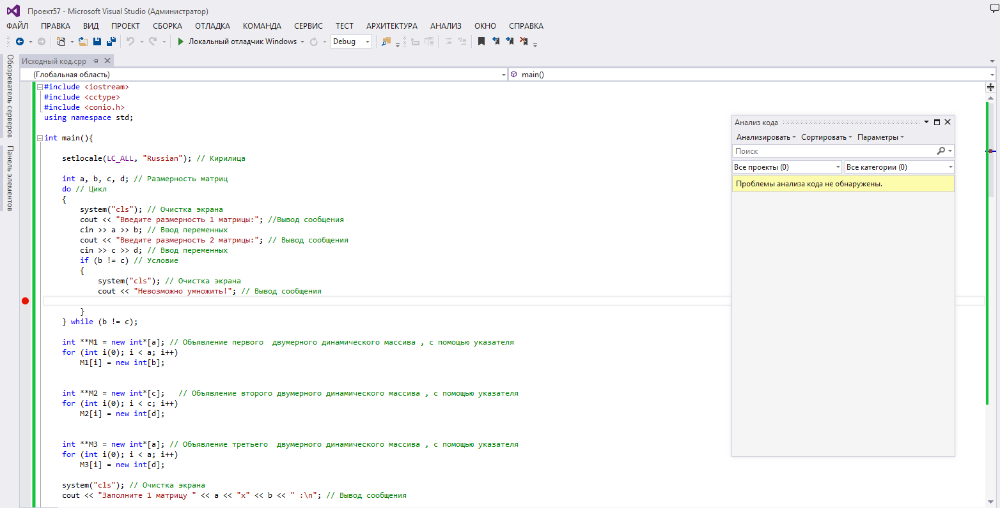 Проект57 - Microsoft Visual Studio (Администратор)
ФАЙЛ ПРАВКА ВИД ПРОЕКТ СБОРКА ОТЛАДКА КОМАНДА СЕРВИС ТЕСТ АРХИТЕКТУРА АНАЛИЗ ОКНО СПРАВКА
Локальный отладчик Windows Debug
Обозреватель серверов
Панель элементов
Исходный код.cpp
(Глобальная область) main()
#include <iostream>
#include <cctype>
#include <conio.h>
using namespace std;
int main(){
setlocale(LC_ALL, "Russian"); // Кирилица
int a, b, c, d; // Размерность матриц
do // Цикл
{
system("cls"); // Очистка экрана
cout << "Введите размерность 1 матрицы:"; //Вывод сообщения
cin >> a >> b; // Ввод переменных
cout << "Введите размерность 2 матрицы:"; // Вывод сообщения
cin >> c >> d; // Ввод переменных
if (b != c) // Условие
{
system("cls"); // Очистка экрана
cout << "Невозможно умножить!"; // Вывод сообщения
}
} while (b != c);
int **M1 = new int*[a]; // Объявление первого  двумерного динамического массива , с помощью указателя
for (int i(0); i < a; i++)
M1[i] = new int[b];
int **M2 = new int*[c];   // Объявление второго двумерного динамического массива , с помощью указателя
for (int i(0); i < c; i++)
M2[i] = new int[d];
int **M3 = new int*[a]; // Объявление третьего  двумерного динамического массива , с помощью указателя
for (int i(0); i < a; i++)
M3[i] = new int[d];
system("cls"); // Очистка экрана
cout << "Заполните 1 матрицу " << a << "x" << b << " :\n"; // Вывод сообщения
Анализ кода
Анализировать Сортировать Параметры
Поиск
Все проекты (0) Все категории (0)
Проблемы анализа кода не обнаружены.